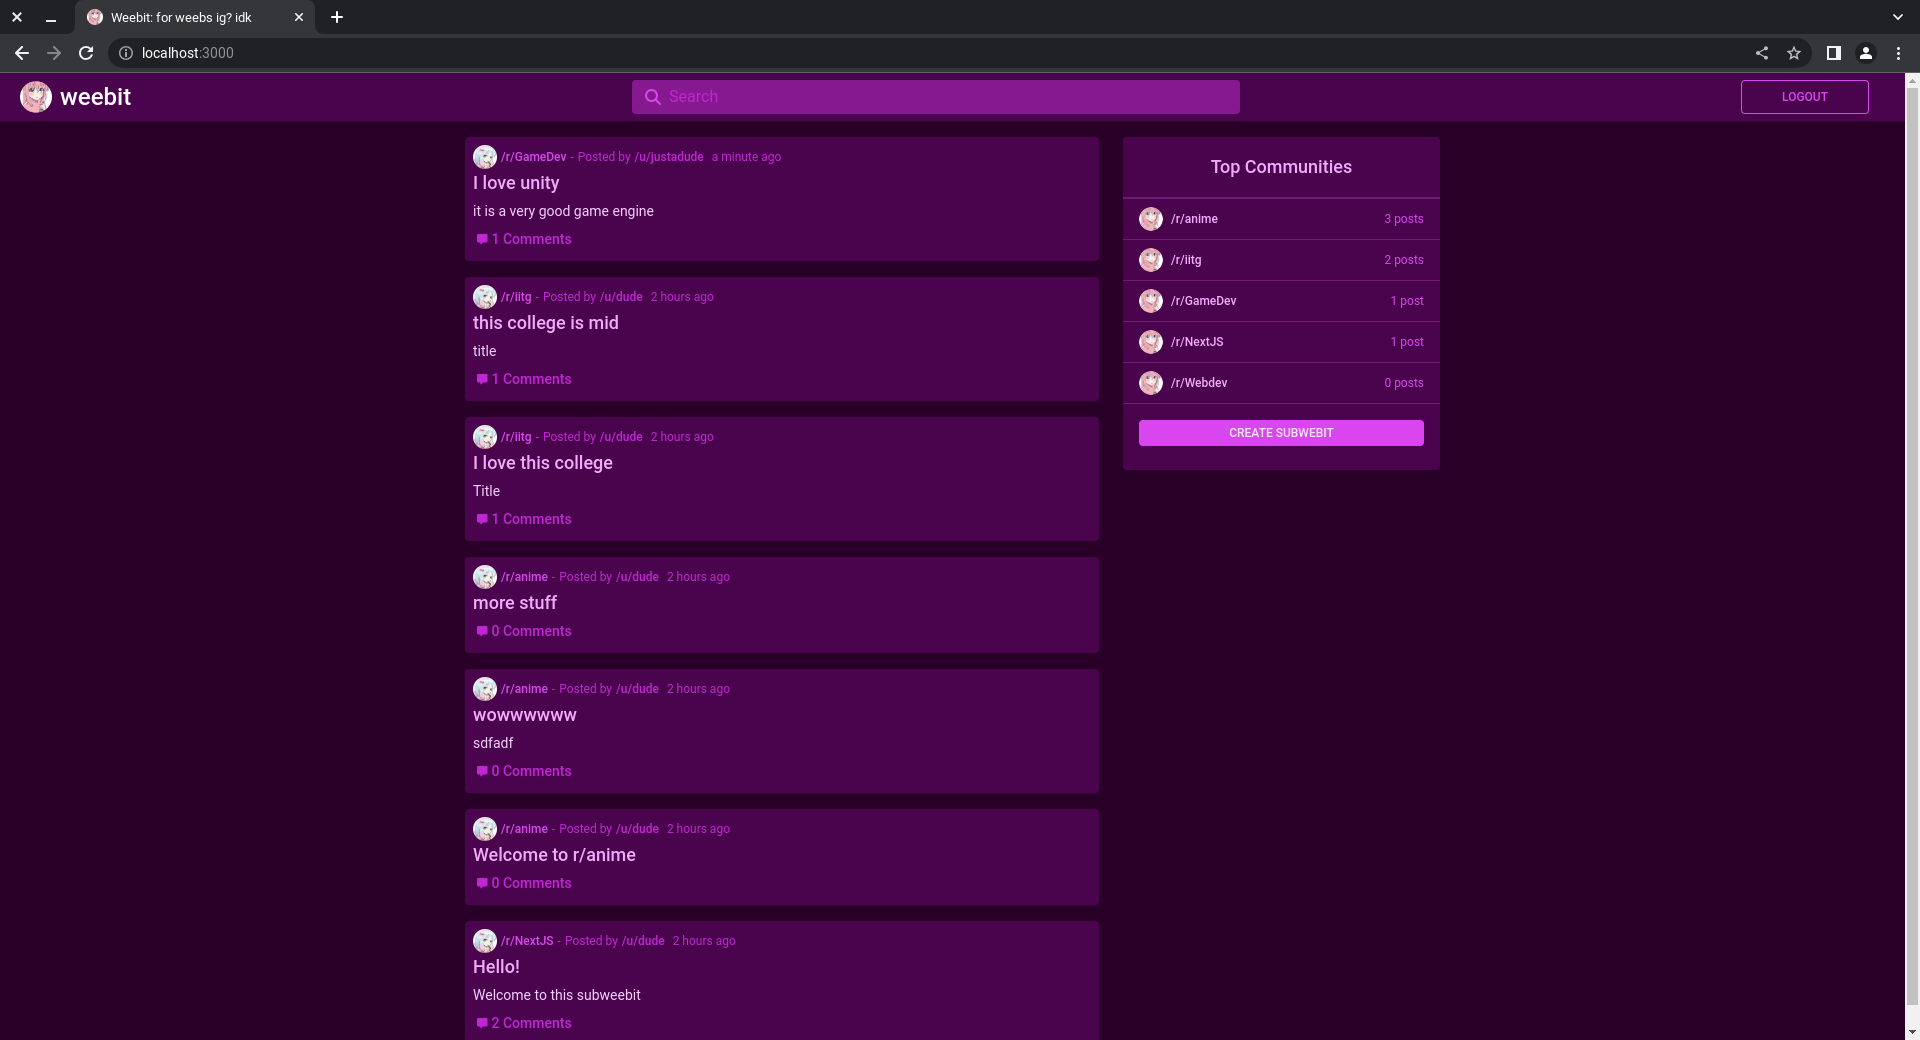 Weebit: for weebs ig? idk
localhost:3000
weebit
Search
LOGOUT
/r/GameDev - Posted by /u/justadude a minute ago
I love unity
it is a very good game engine
1 Comments
/r/iitg - Posted by /u/dude 2 hours ago
this college is mid
title
1 Comments
/r/iitg - Posted by /u/dude 2 hours ago
I love this college
Title
1 Comments
/r/anime - Posted by /u/dude 2 hours ago
more stuff
0 Comments
/r/anime - Posted by /u/dude 2 hours ago
wowwwwww
sdfadf
0 Comments
/r/anime - Posted by /u/dude 2 hours ago
Welcome to r/anime
0 Comments
/r/NextJS - Posted by /u/dude 2 hours ago
Hello!
Welcome to this subweebit
2 Comments
Top Communities
/r/anime 3 posts
/r/iitg 2 posts
/r/GameDev 1 post
/r/NextJS 1 post
/r/Webdev 0 posts
CREATE SUBWEBIT